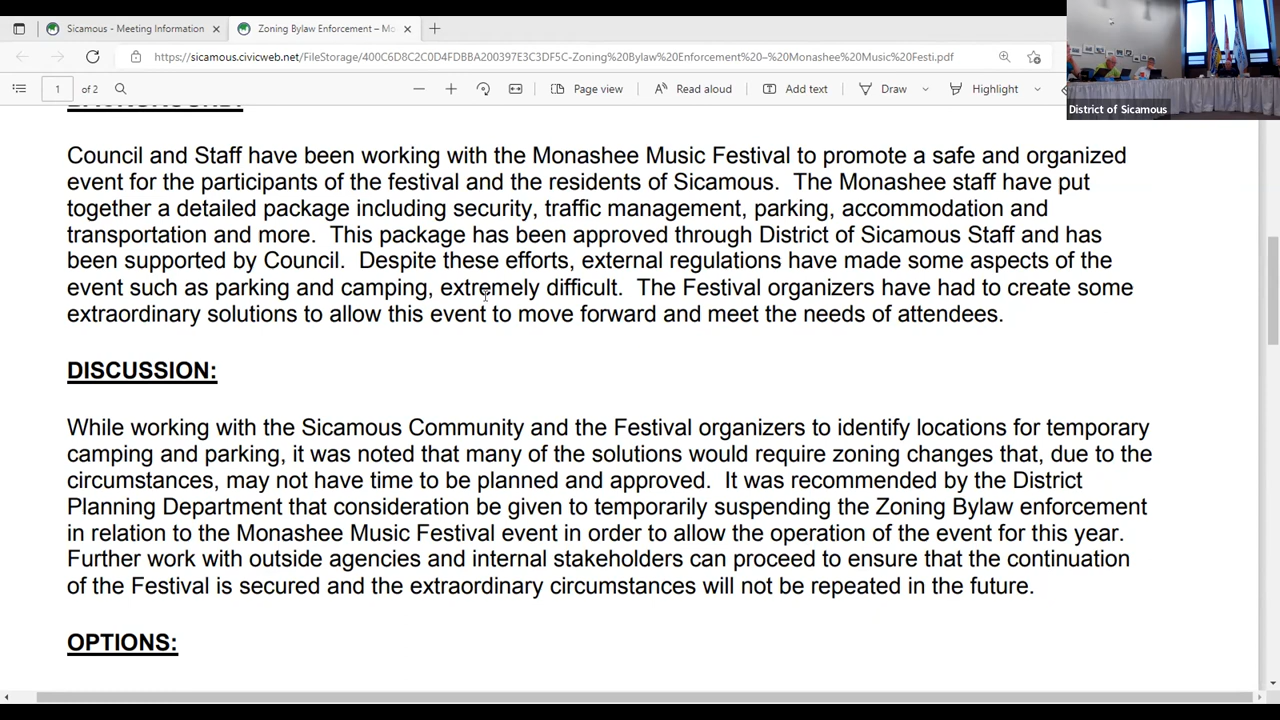 Sicamous - Meeting Information
Zoning Bylaw Enforcement – Mo
https://sicamous.civicweb.net/FileStorage/400C6D8C2C0D4FDBBA200397E3C3DF5C-Zoning%20Bylaw%20Enforcement%20–%20Monashee%20Music%20Festi.pdf
1 of 2
Page view
Read aloud
Add text
Draw
Highlight
District of Sicamous
BACKGROUND:
Council and Staff have been working with the Monashee Music Festival to promote a safe and organized
event for the participants of the festival and the residents of Sicamous. The Monashee staff have put
together a detailed package including security, traffic management, parking, accommodation and
transportation and more. This package has been approved through District of Sicamous Staff and has
been supported by Council. Despite these efforts, external regulations have made some aspects of the
event such as parking and camping, extremely difficult. The Festival organizers have had to create some
extraordinary solutions to allow this event to move forward and meet the needs of attendees.
DISCUSSION:
While working with the Sicamous Community and the Festival organizers to identify locations for temporary
camping and parking, it was noted that many of the solutions would require zoning changes that, due to the
circumstances, may not have time to be planned and approved. It was recommended by the District
Planning Department that consideration be given to temporarily suspending the Zoning Bylaw enforcement
in relation to the Monashee Music Festival event in order to allow the operation of the event for this year.
Further work with outside agencies and internal stakeholders can proceed to ensure that the continuation
of the Festival is secured and the extraordinary circumstances will not be repeated in the future.
OPTIONS: